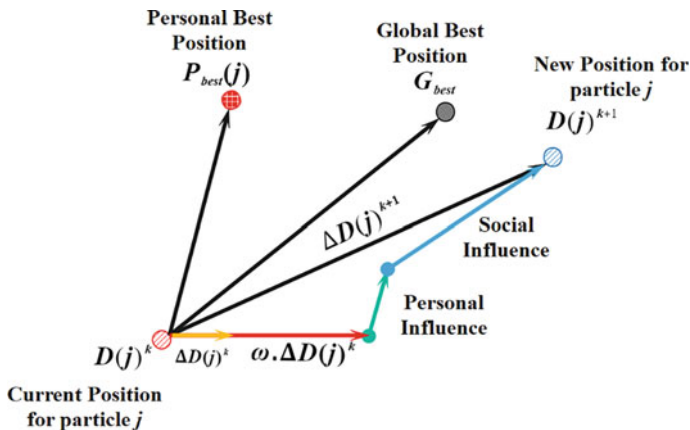 Personal Best
Position
P_best(j)
Global Best
Position
G_best
New Position for
particle j
D(j)^{k+1}
ΔD(j)^{k+1}
Social
Influence
Personal
Influence
D(j)^k
ΔD(j)^k
ω.ΔD(j)^k
Current Position
for particle j